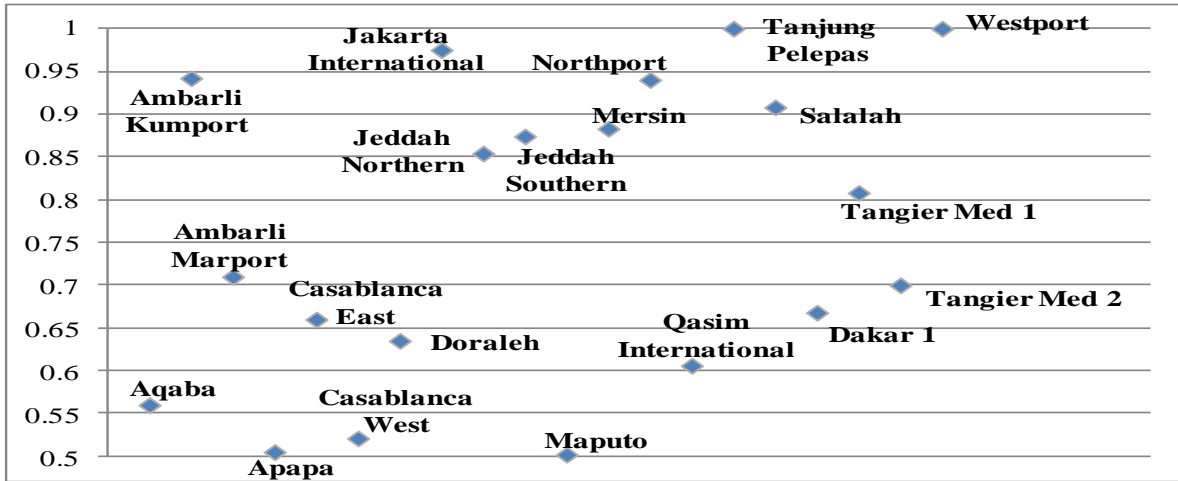 1
0.95
0.9
0.85
0.8
0.75
0.7
0.65
0.6
0.55
0.5
Jakarta
International
Northport
Tanjung
Pelepas
Westport
Ambarli
Kumport
Mersin
Salalah
Jeddah
Northern
Jeddah
Southern
Tangier Med 1
Ambarli
Marport
Casablanca
East
Doraleh
Qasim
International
Dakar 1
Tangier Med 2
Aqaba
Casablanca
West
Apapa
Maputo